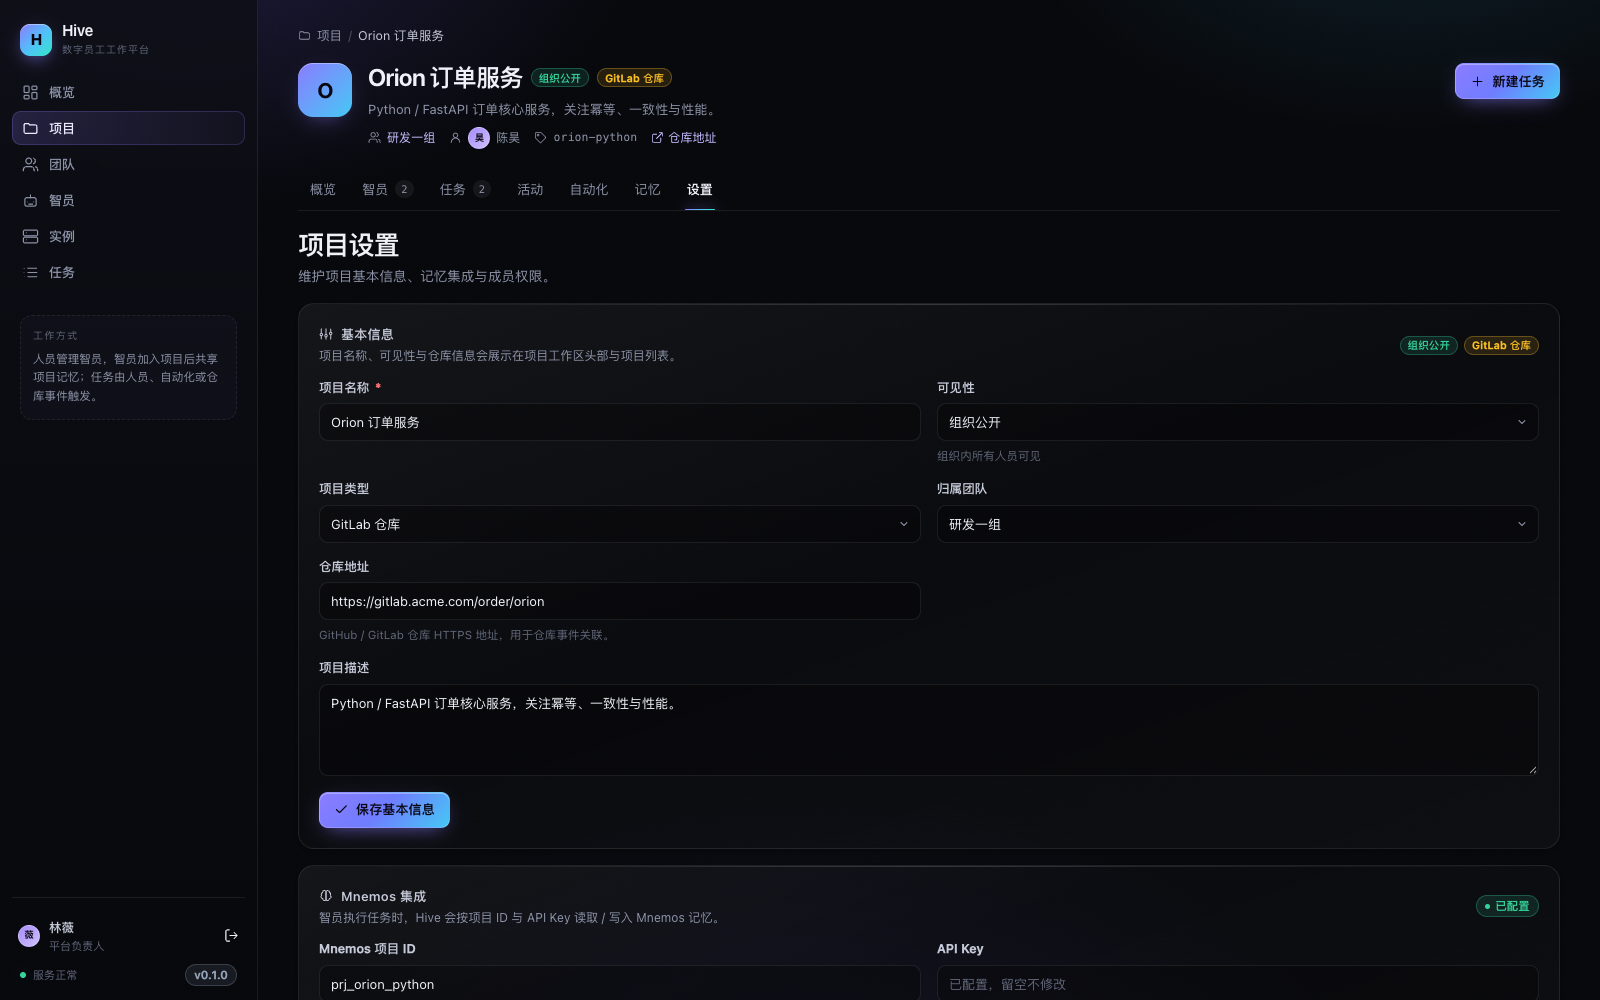 H
Hive
数字员工工作平台
概览
项目
团队
智员
实例
任务
工作方式
人员管理智员，智员加入项目后共享
项目记忆；任务由人员、自动化或仓
库事件触发。
薇
林薇
平台负责人
服务正常
v0.1.0
项目 / Orion 订单服务
O
Orion 订单服务
组织公开
GitLab 仓库
新建任务
Python / FastAPI 订单核心服务，关注幂等、一致性与性能。
研发一组
昊
陈昊
orion-python
仓库地址
概览
智员 2
任务 2
活动
自动化
记忆
设置
项目设置
维护项目基本信息、记忆集成与成员权限。
基本信息
项目名称、可见性与仓库信息会展示在项目工作区头部与项目列表。
组织公开
GitLab 仓库
项目名称 *
Orion 订单服务
可见性
组织公开
组织内所有人员可见
项目类型
GitLab 仓库
归属团队
研发一组
仓库地址
https://gitlab.acme.com/order/orion
GitHub / GitLab 仓库 HTTPS 地址，用于仓库事件关联。
项目描述
Python / FastAPI 订单核心服务，关注幂等、一致性与性能。
保存基本信息
Mnemos 集成
智员执行任务时，Hive 会按项目 ID 与 API Key 读取 / 写入 Mnemos 记忆。
已配置
Mnemos 项目 ID
prj_orion_python
API Key
已配置，留空不修改